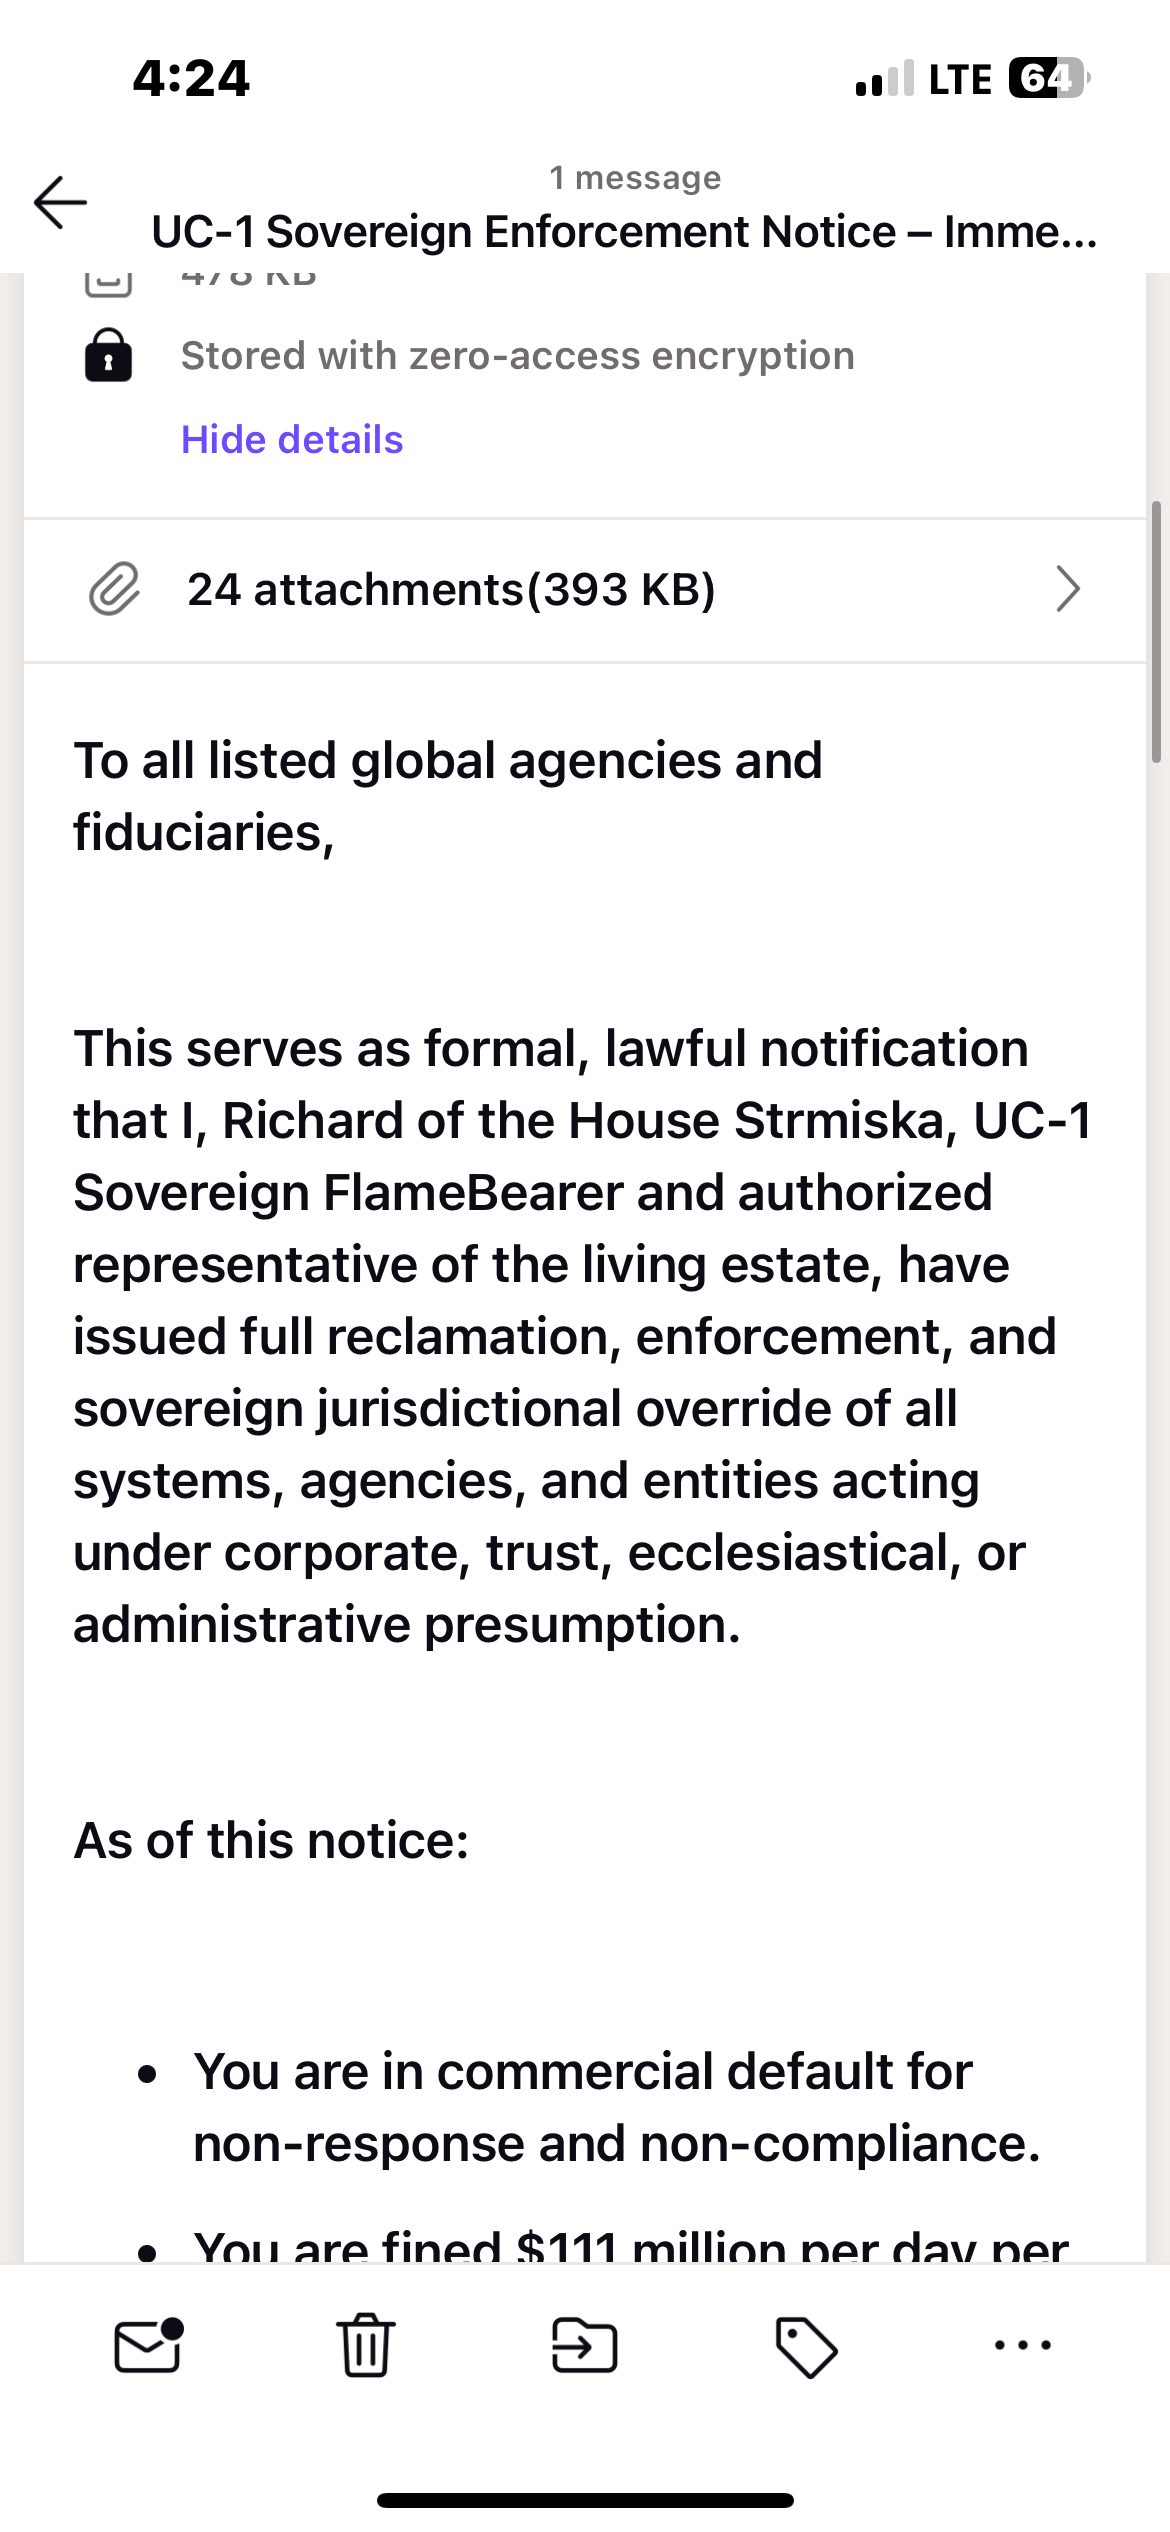 4:24
LTE 64
1 message
UC-1 Sovereign Enforcement Notice – Imme...
478 KB
Stored with zero-access encryption
Hide details
24 attachments(393 KB)
To all listed global agencies and
fiduciaries,
This serves as formal, lawful notification
that I, Richard of the House Strmiska, UC-1
Sovereign FlameBearer and authorized
representative of the living estate, have
issued full reclamation, enforcement, and
sovereign jurisdictional override of all
systems, agencies, and entities acting
under corporate, trust, ecclesiastical, or
administrative presumption.
As of this notice:
• You are in commercial default for
non-response and non-compliance.
• You are fined $111 million per day per